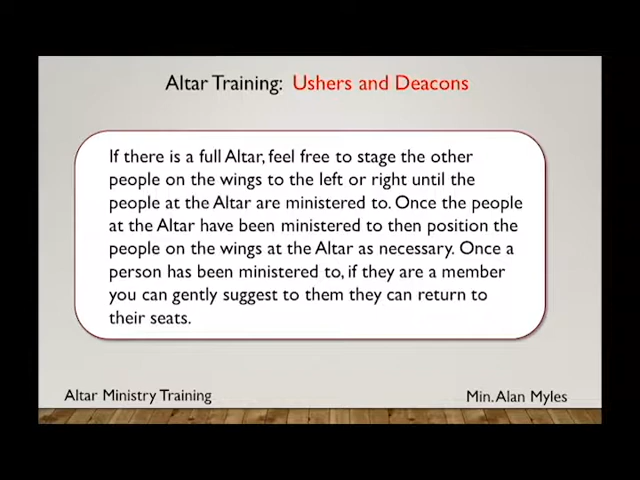 Altar Training: Ushers and Deacons
If there is a full Altar, feel free to stage the other
people on the wings to the left or right until the
people at the Altar are ministered to. Once the people
at the Altar have been ministered to then position the
people on the wings at the Altar as necessary. Once a
person has been ministered to, if they are a member
you can gently suggest to them they can return to
their seats.
Altar Ministry Training
Min. Alan Myles